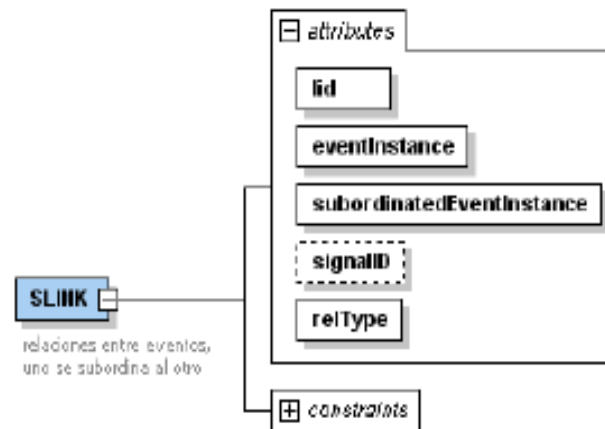 attributes
lid
eventInstance
subordinatedEventInstance
signalID
SLINK
relType
relaciones entre eventos,
uno se subordina al otro
constraints